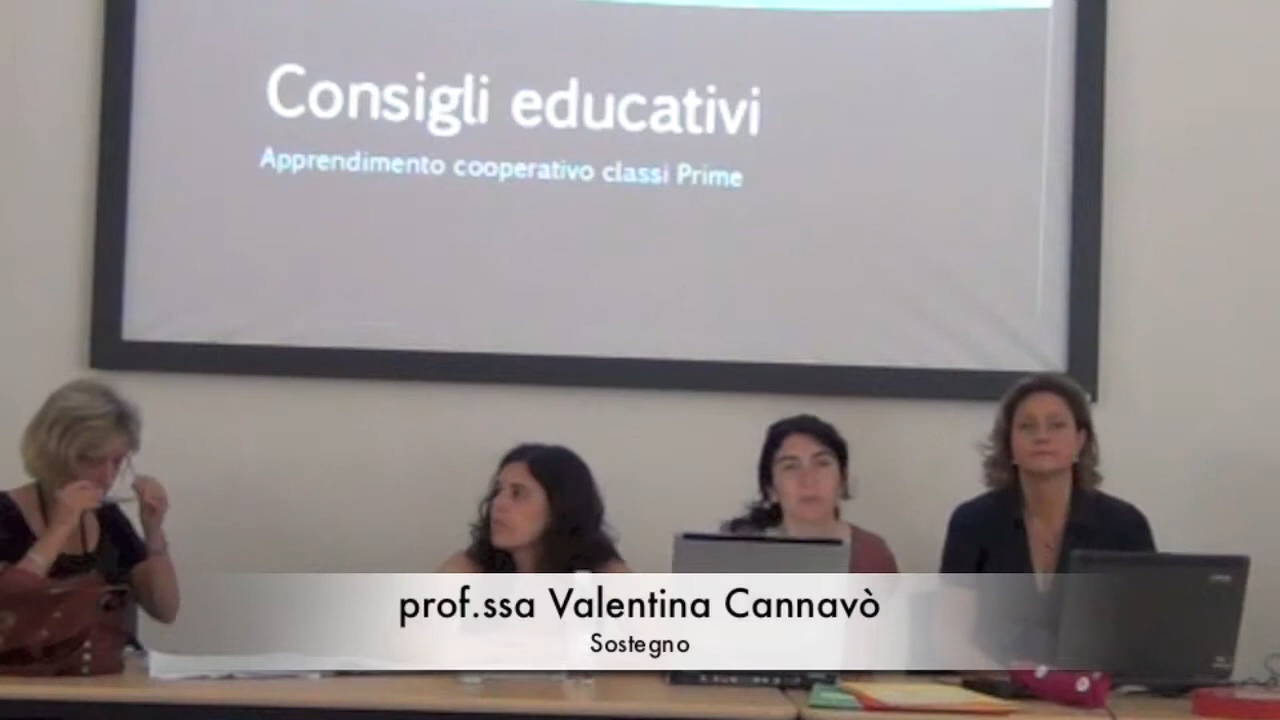 Consigli educativi
Apprendimento cooperativo classi Prime
prof.ssa Valentina Cannavò
Sostegno